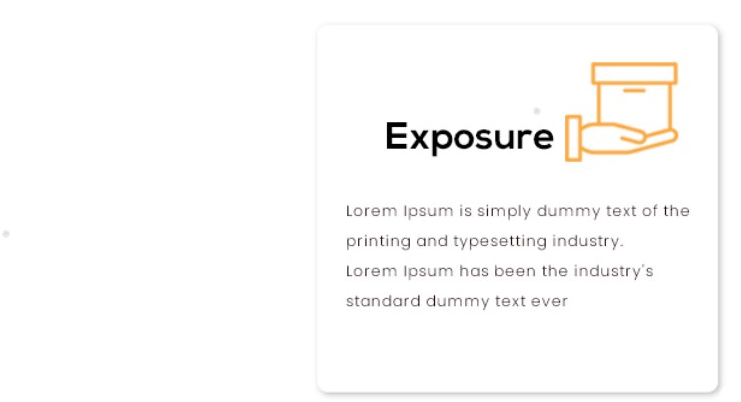 Exposure
Lorem Ipsum is simply dummy text of the
printing and typesetting industry.
Lorem Ipsum has been the industry's
standard dummy text ever